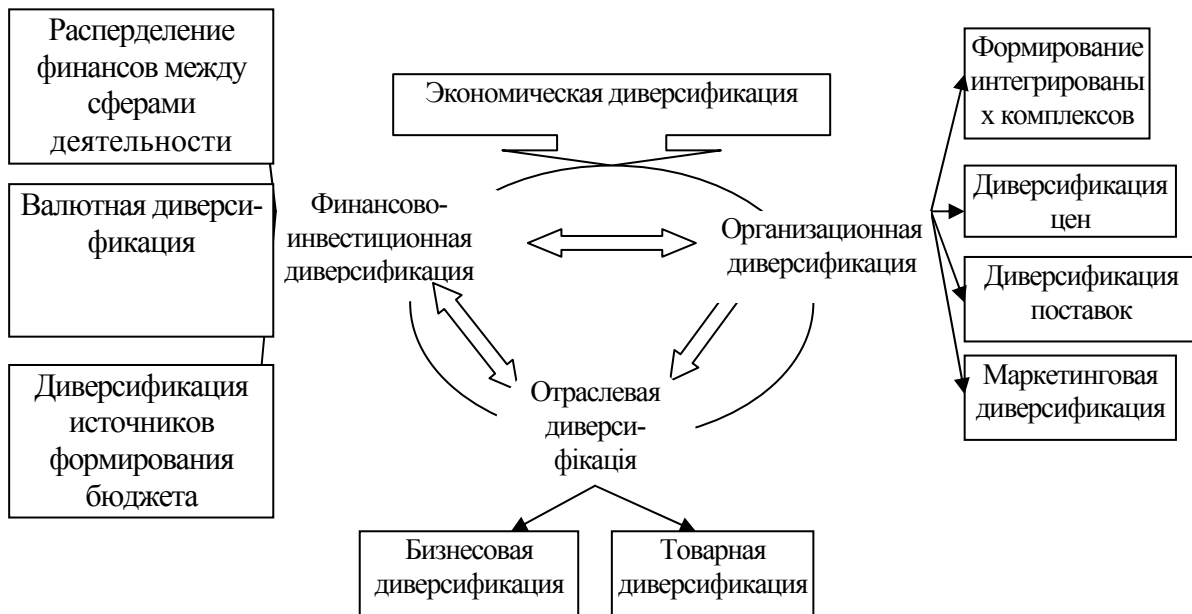 Расперделение
финансов между
сферами
деятельности
Валютная диверси-
фикация
Диверсификация
источников
формирования
бюджета
Экономическая диверсификация
Финансово-
инвестиционная
диверсификация
Организационная
диверсификация
Отраслевая
диверси-
фікація
Бизнесовая
диверсификация
Товарная
диверсификация
Формирование
интегрированы
х комплексов
Диверсификация
цен
Диверсификация
поставок
Маркетинговая
диверсификация